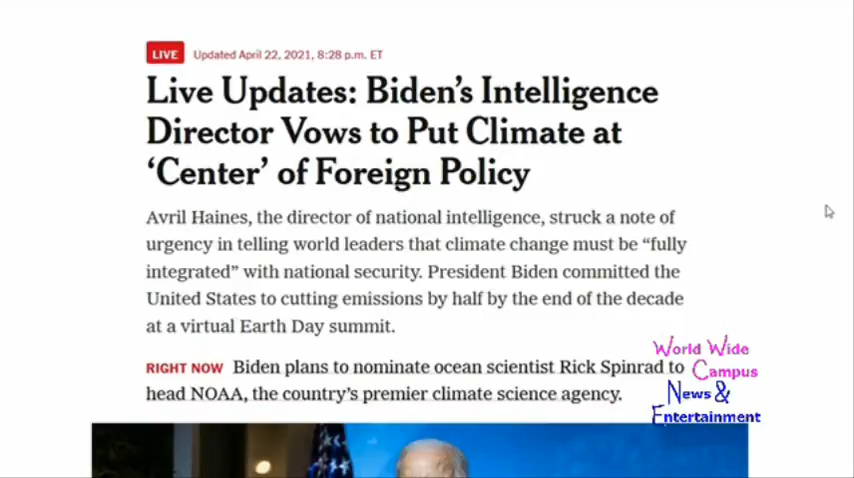 LIVE Updated April 22, 2021, 8:28 p.m. ET
Live Updates: Biden's Intelligence
Director Vows to Put Climate at
'Center' of Foreign Policy
Avril Haines, the director of national intelligence, struck a note of
urgency in telling world leaders that climate change must be “fully
integrated” with national security. President Biden committed the
United States to cutting emissions by half by the end of the decade
at a virtual Earth Day summit.
RIGHT NOW Biden plans to nominate ocean scientist Rick Spinrad to
head NOAA, the country's premier climate science agency.
World Wide
Campus
News &
Entertainment